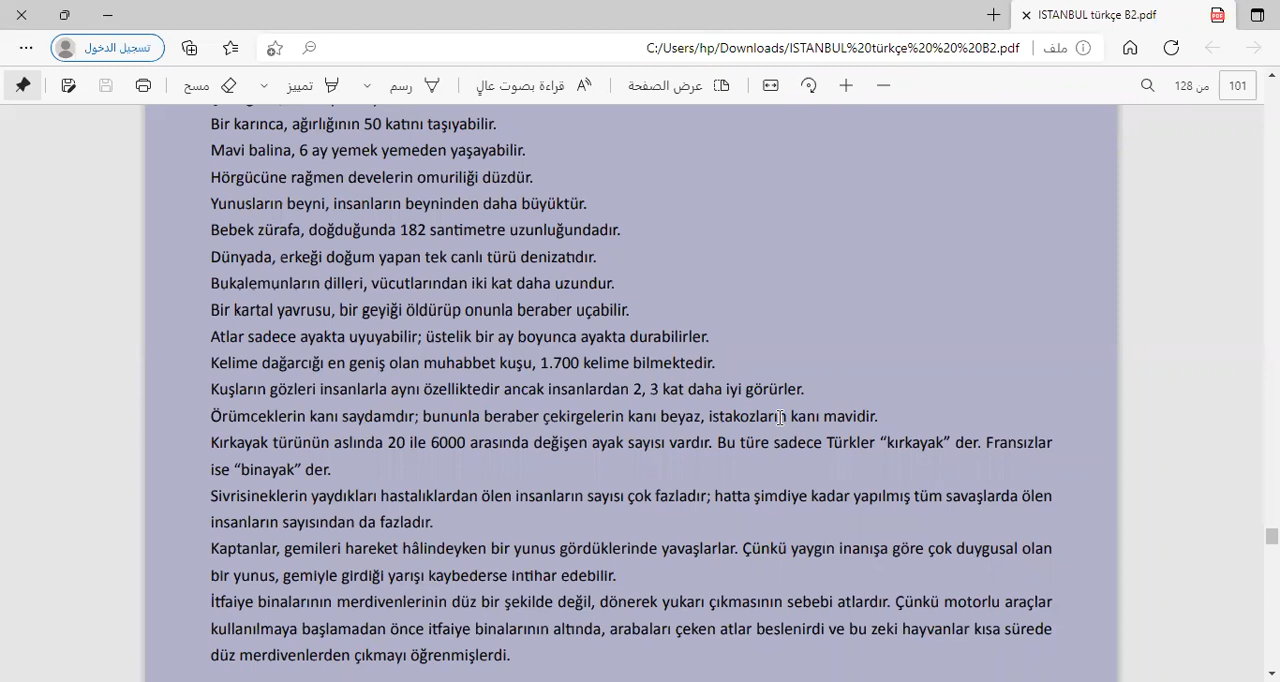 ISTANBUL türkçe B2.pdf
تسجيل الدخول
C:/Users/hp/Downloads/ISTANBUL%20türkçe%20%20%20B2.pdf
ملف
مسح
تمييز
رسم
قراءة بصوت عالٍ
عرض الصفحة
من 128
101
Bir karınca, ağırlığının 50 katını taşıyabilir.
Mavi balina, 6 ay yemek yemeden yaşayabilir.
Hörgücüne rağmen develerin omuriliği düzdür.
Yunusların beyni, insanların beyninden daha büyüktür.
Bebek zürafa, doğduğunda 182 santimetre uzunluğundadır.
Dünyada, erkeği doğum yapan tek canlı türü denizatıdır.
Bukalemunların dilleri, vücutlarından iki kat daha uzundur.
Bir kartal yavrusu, bir geyiği öldürüp onunla beraber uçabilir.
Atlar sadece ayakta uyuyabilir; üstelik bir ay boyunca ayakta durabilirler.
Kelime dağarcığı en geniş olan muhabbet kuşu, 1.700 kelime bilmektedir.
Kuşların gözleri insanlarla aynı özelliktedir ancak insanlardan 2, 3 kat daha iyi görürler.
Örümceklerin kanı saydamdır; bununla beraber çekirgelerin kanı beyaz, istakozların kanı mavidir.
Kırkayak türünün aslında 20 ile 6000 arasında değişen ayak sayısı vardır. Bu türe sadece Türkler “kırkayak” der. Fransızlar
ise “binayak” der.
Sivrisineklerin yaydıkları hastalıklardan ölen insanların sayısı çok fazladır; hatta şimdiye kadar yapılmış tüm savaşlarda ölen
insanların sayısından da fazladır.
Kaptanlar, gemileri hareket hâlindeyken bir yunus gördüklerinde yavaşlarlar. Çünkü yaygın inanışa göre çok duygusal olan
bir yunus, gemiyle girdiği yarışı kaybederse intihar edebilir.
İtfaiye binalarının merdivenlerinin düz bir şekilde değil, dönerek yukarı çıkmasının sebebi atlardır. Çünkü motorlu araçlar
kullanılmaya başlamadan önce itfaiye binalarının altında, arabaları çeken atlar beslenirdi ve bu zeki hayvanlar kısa sürede
düz merdivenlerden çıkmayı öğrenmişlerdi.